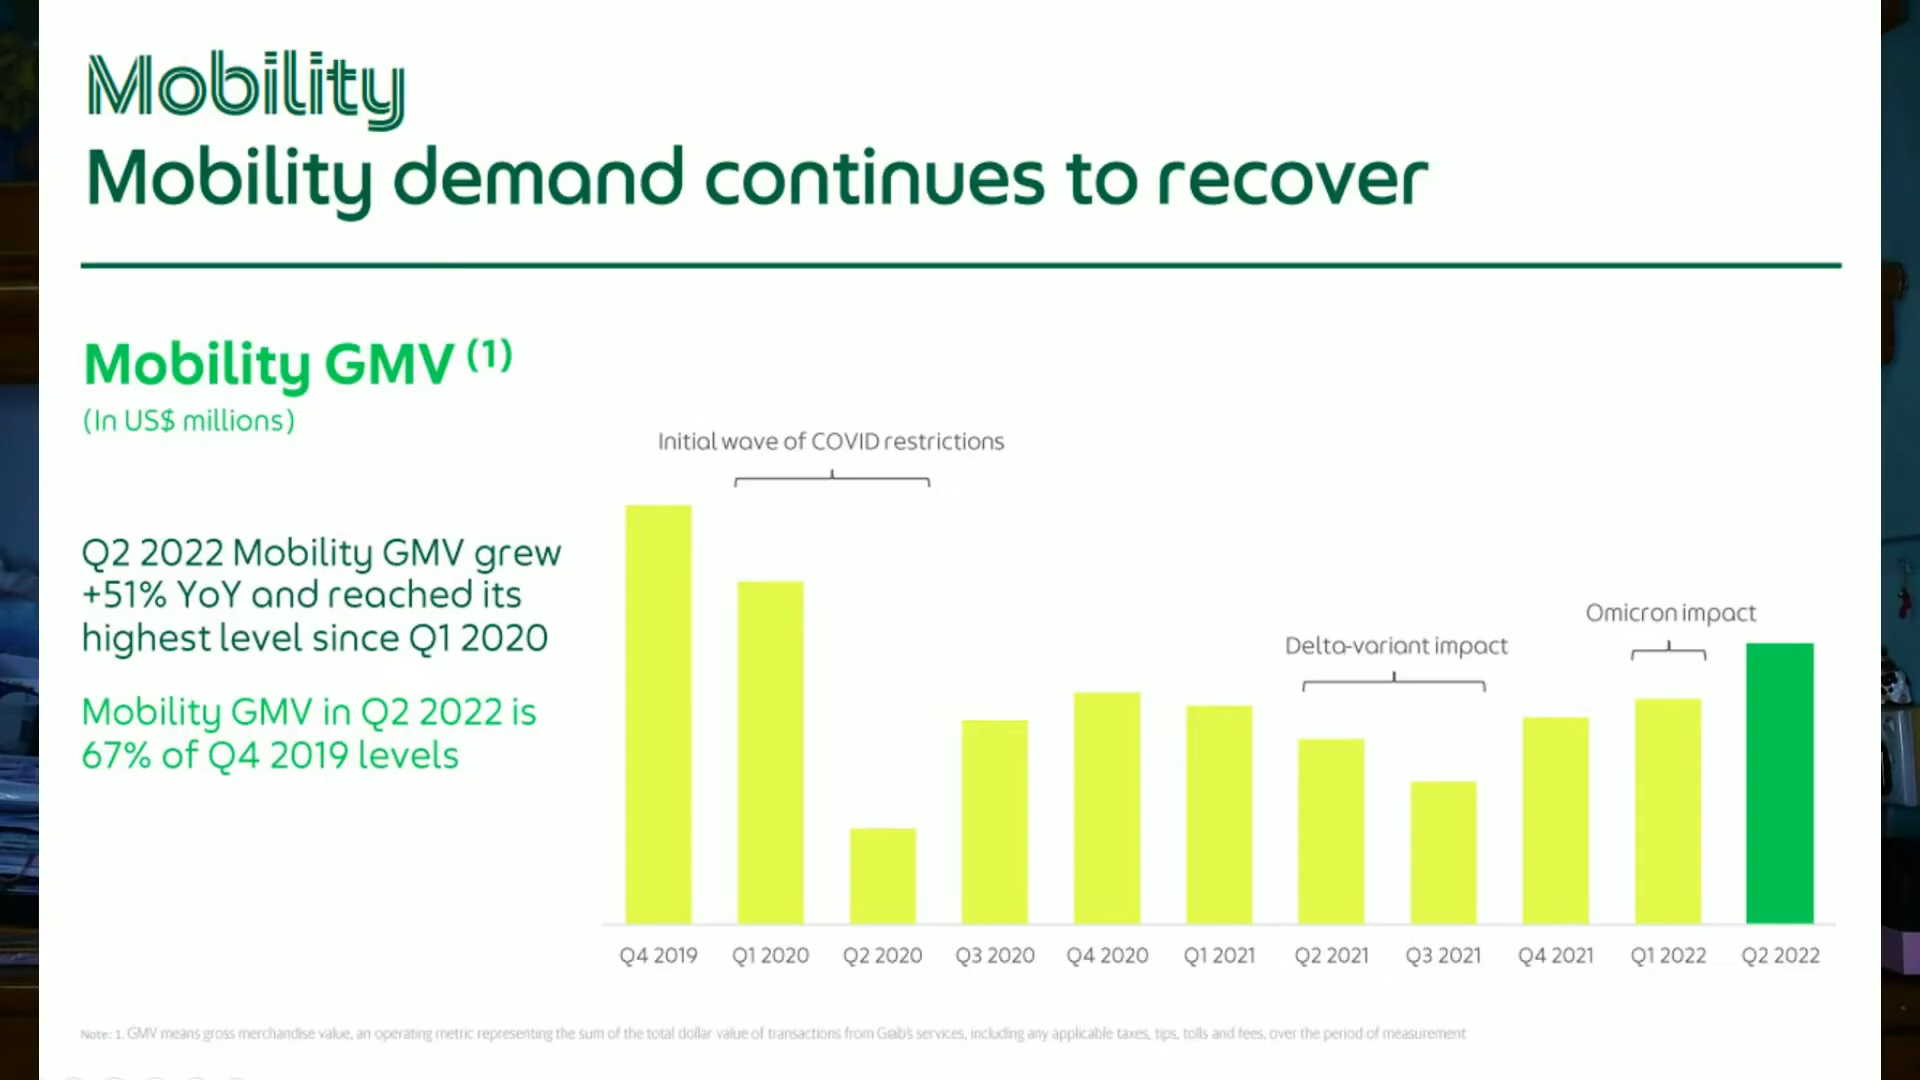 Mobility
Mobility demand continues to recover
Mobility GMV (1)
(In US$ millions)
Q2 2022 Mobility GMV grew
+51% YoY and reached its
highest level since Q1 2020
Mobility GMV in Q2 2022 is
67% of Q4 2019 levels
Initial wave of COVID restrictions
Delta-variant impact
Omicron impact
Q4 2019
Q1 2020
Q2 2020
Q3 2020
Q4 2020
Q1 2021
Q2 2021
Q3 2021
Q4 2021
Q1 2022
Q2 2022
Note: 1. GMV means gross merchandise value, an operating metric representing the sum of the total dollar value of transactions from Grab's services, including any applicable taxes, tips, tolls and fees, over the period of measurement